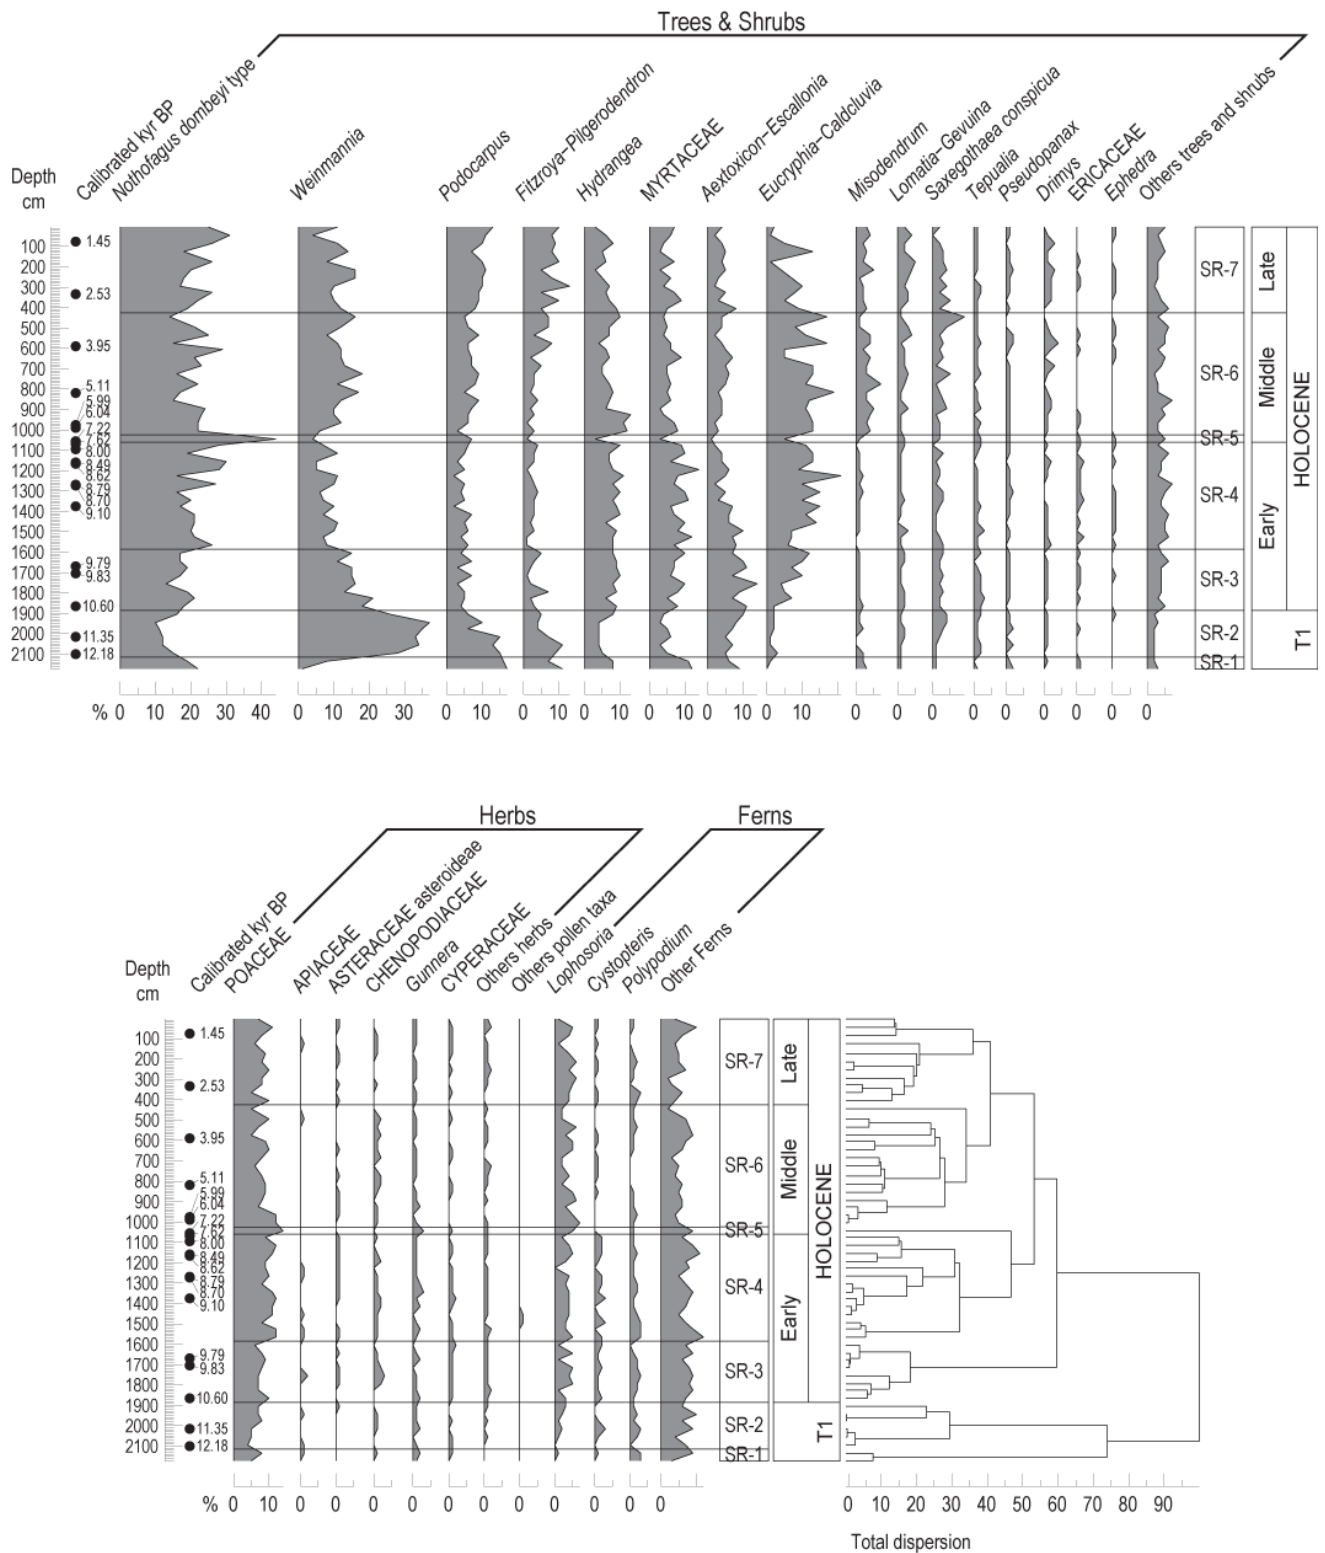 Trees & Shrubs
Depth
cm
Calibrated kyr BP
Nothofagus dombeyi type
Weinmannia
Podocarpus
Fitzroya-Pilgerodendron
Hydrangea
MYRTACEAE
Aextoxicon-Escallonia
Eucryphia-Caldcluvia
Misodendrum
Lomatia-Gevuina
Saxegothaea conspicua
Tepualia
Pseudopanax
Drimys
ERICACEAE
Ephedra
Others trees and shrubs
100
200
300
400
500
600
700
800
900
1000
1100
1200
1300
1400
1500
1600
1700
1800
1900
2000
2100
1.45
2.53
3.95
5.11
5.99
6.04
7.22
7.62
8.00
8.49
8.62
8.79
8.70
9.10
9.79
9.83
10.60
11.35
12.18
SR-7
SR-6
SR-5
SR-4
SR-3
SR-2
SR-1
Late
Middle
Early
HOLOCENE
T1
% 0 10 20 30 40 0 10 20 30 0 10 0 10 0 10 0 10 0 10 0 10 0 0 0 0 0 0 0 0 0
Herbs
Ferns
Depth
cm
Calibrated kyr BP
POACEAE
APIACEAE
ASTERACEAE asteroideae
CHENOPODIACEAE
Gunnera
CYPERACEAE
Others herbs
Others pollen taxa
Lophosoria
Cystopteris
Polypodium
Other Ferns
100
200
300
400
500
600
700
800
900
1000
1100
1200
1300
1400
1500
1600
1700
1800
1900
2000
2100
1.45
2.53
3.95
5.11
5.99
6.04
7.22
7.62
8.00
8.49
8.62
8.79
8.70
9.10
9.79
9.83
10.60
11.35
12.18
SR-7
SR-6
SR-5
SR-4
SR-3
SR-2
SR-1
Late
Middle
Early
HOLOCENE
T1
% 0 10 0 0 0 0 0 0 0 0 0 0 0
0 10 20 30 40 50 60 70 80 90
Total dispersion